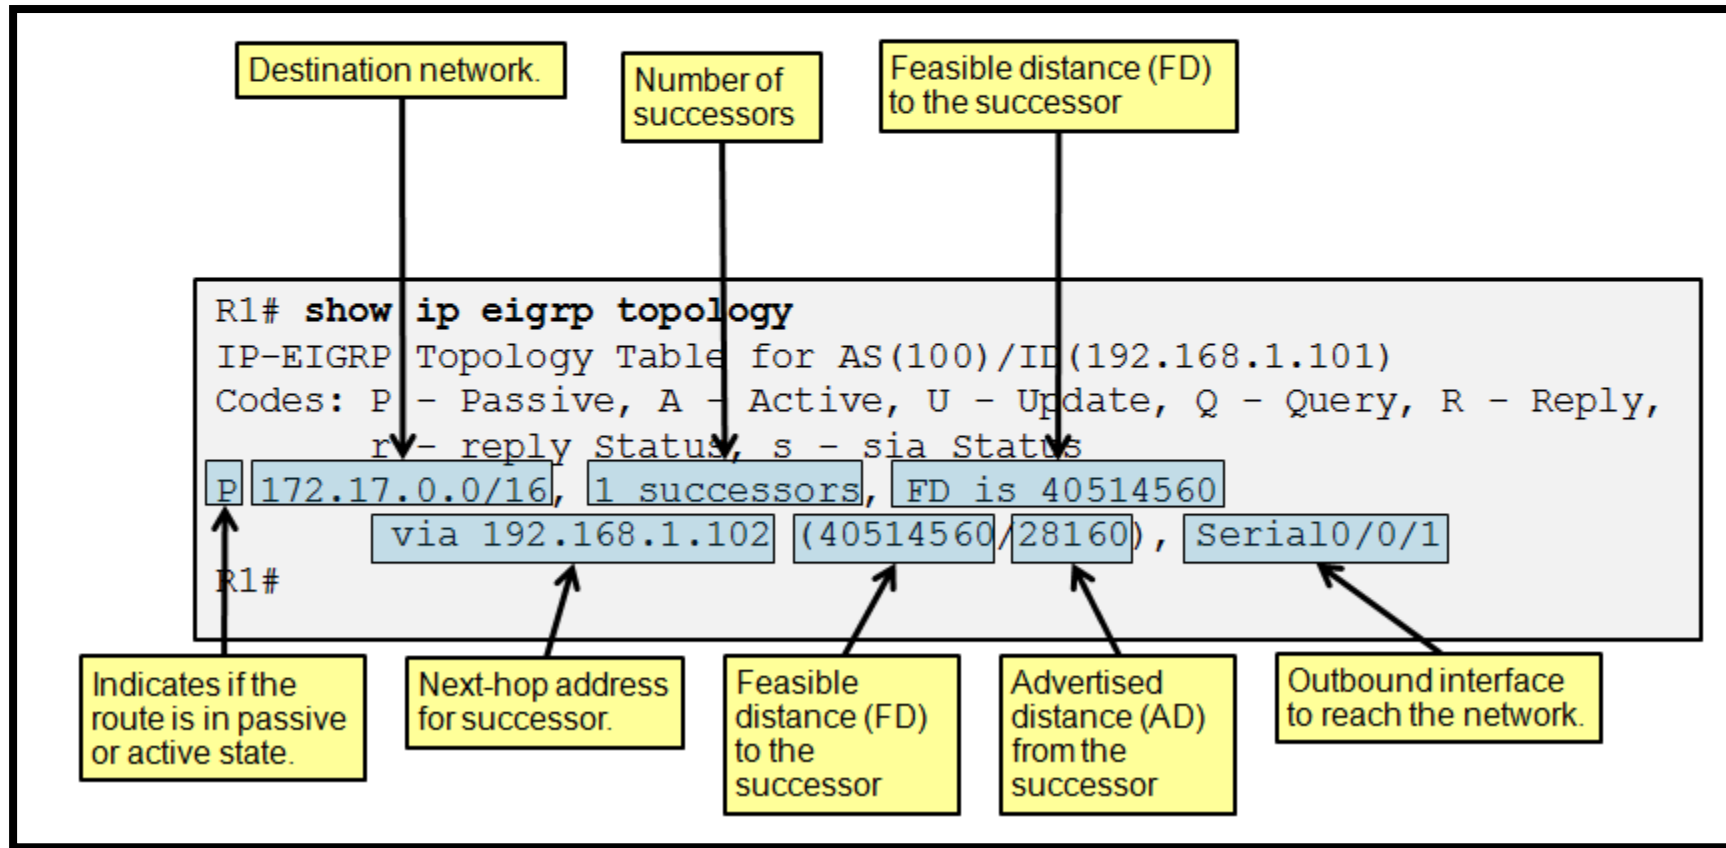 Destination network.
Number of
successors
Feasible distance (FD)
to the successor
R1# show ip eigrp topology
IP-EIGRP Topology Table for AS(100)/ID(192.168.1.101)
Codes: P - Passive, A - Active, U - Update, Q - Query, R - Reply,
r - reply Status, s - sia Status
P 172.17.0.0/16, 1 successors, FD is 40514560
via 192.168.1.102 (40514560/28160), Serial0/0/1
R1#
Indicates if the
route is in passive
or active state.
Next-hop address
for successor.
Feasible
distance (FD)
to the
successor
Advertised
distance (AD)
from the
successor
Outbound interface
to reach the network.